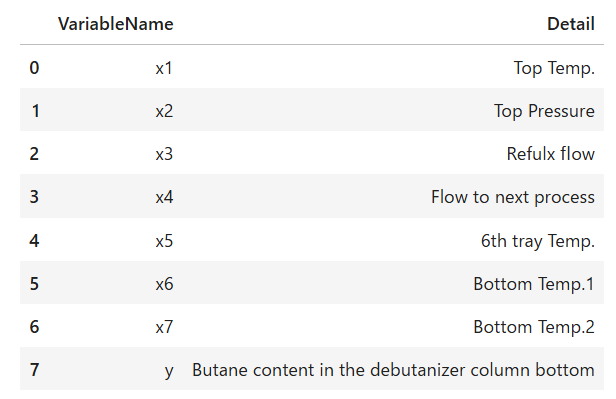 VariableName Detail
0 x1 Top Temp.
1 x2 Top Pressure
2 x3 Refulx flow
3 x4 Flow to next process
4 x5 6th tray Temp.
5 x6 Bottom Temp.1
6 x7 Bottom Temp.2
7 y Butane content in the debutanizer column bottom